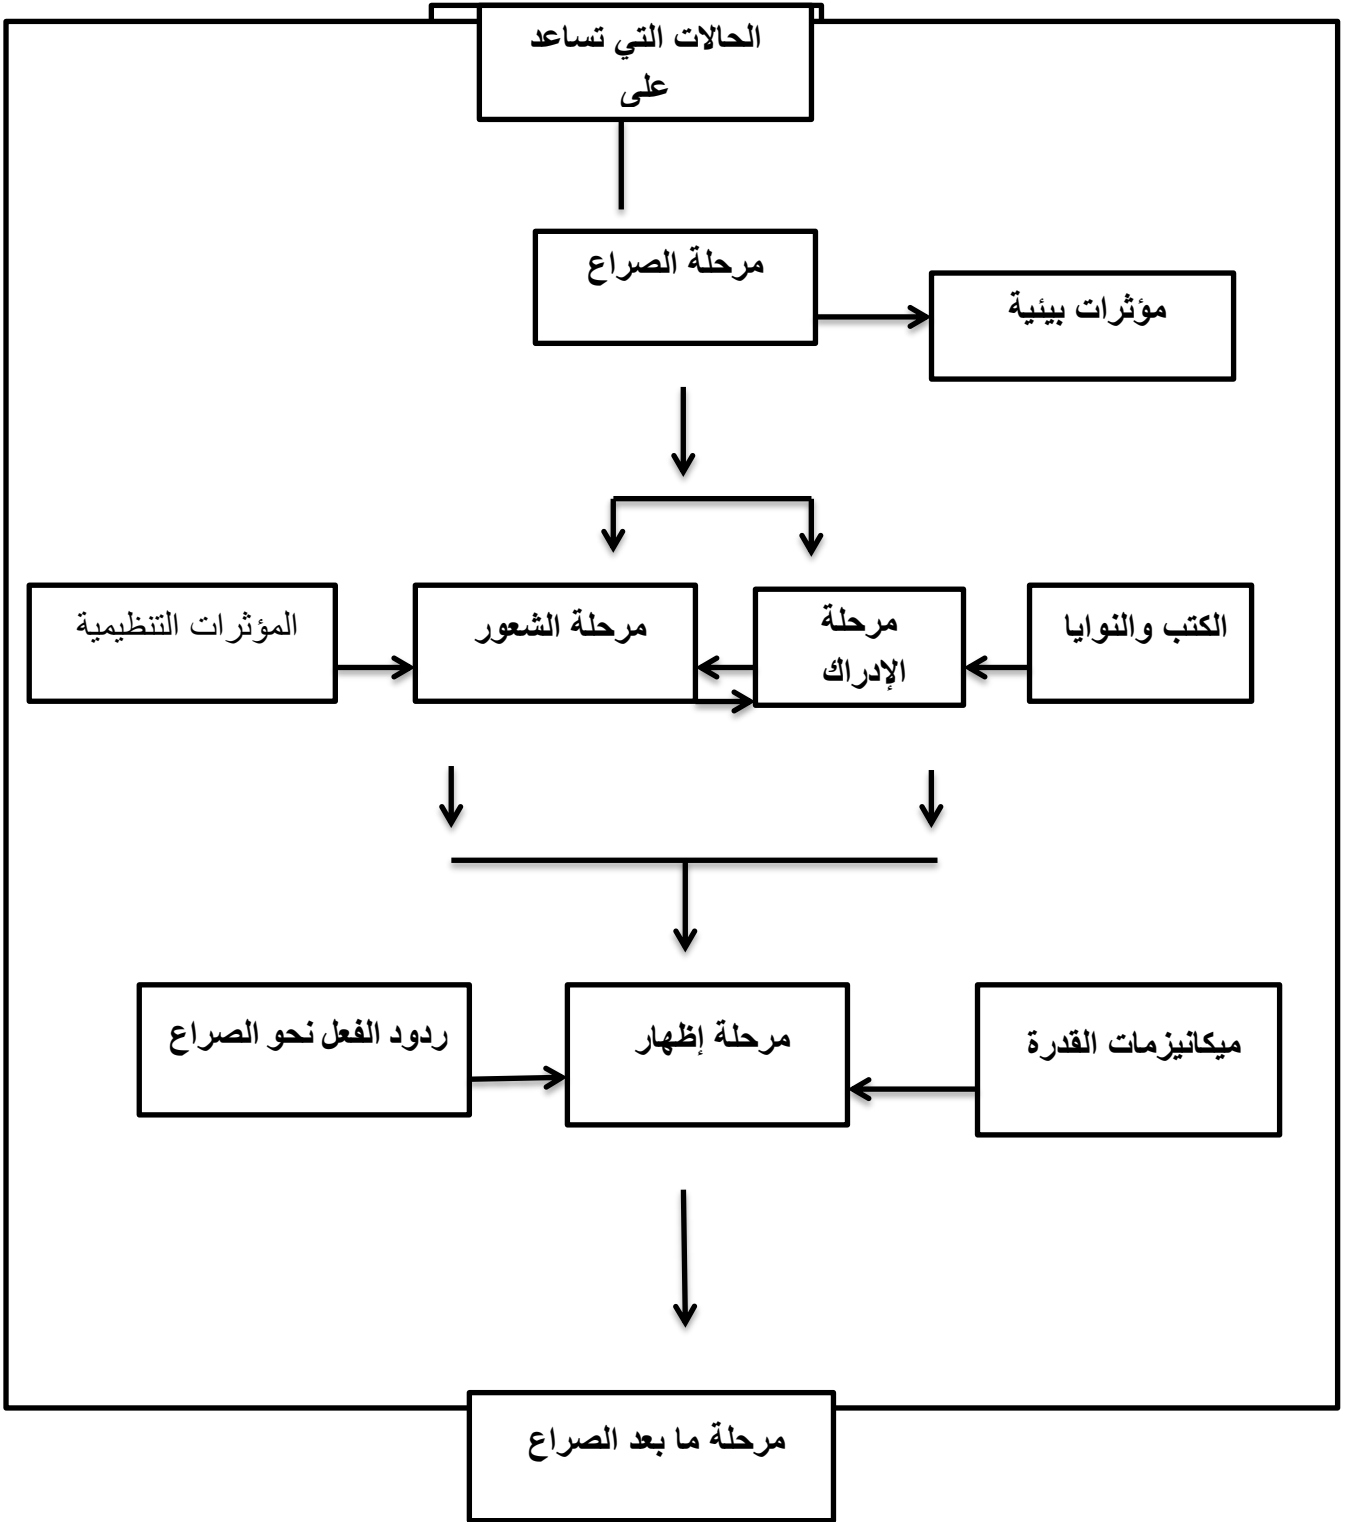 الحالات التي تساعد
على
مرحلة الصراع
مؤثرات بيئية
الكتب والنوايا
مرحلة
الإدراك
مرحلة الشعور
المؤثرات التنظيمية
ميكانيزمات القدرة
مرحلة إظهار
ردود الفعل نحو الصراع
مرحلة ما بعد الصراع